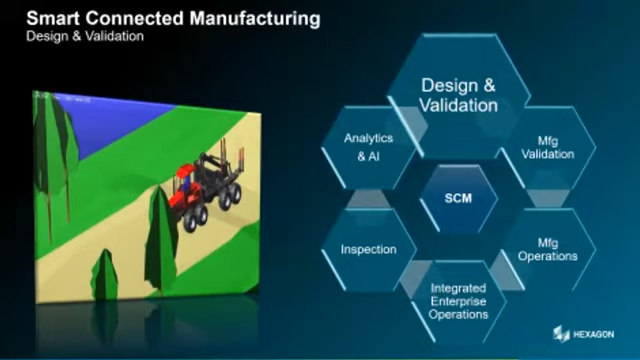 Smart Connected Manufacturing
Design & Validation
Design &
Validation
Analytics
& AI
Mfg
Validation
SCM
Inspection
Mfg
Operations
Integrated
Enterprise
Operations
HEXAGON